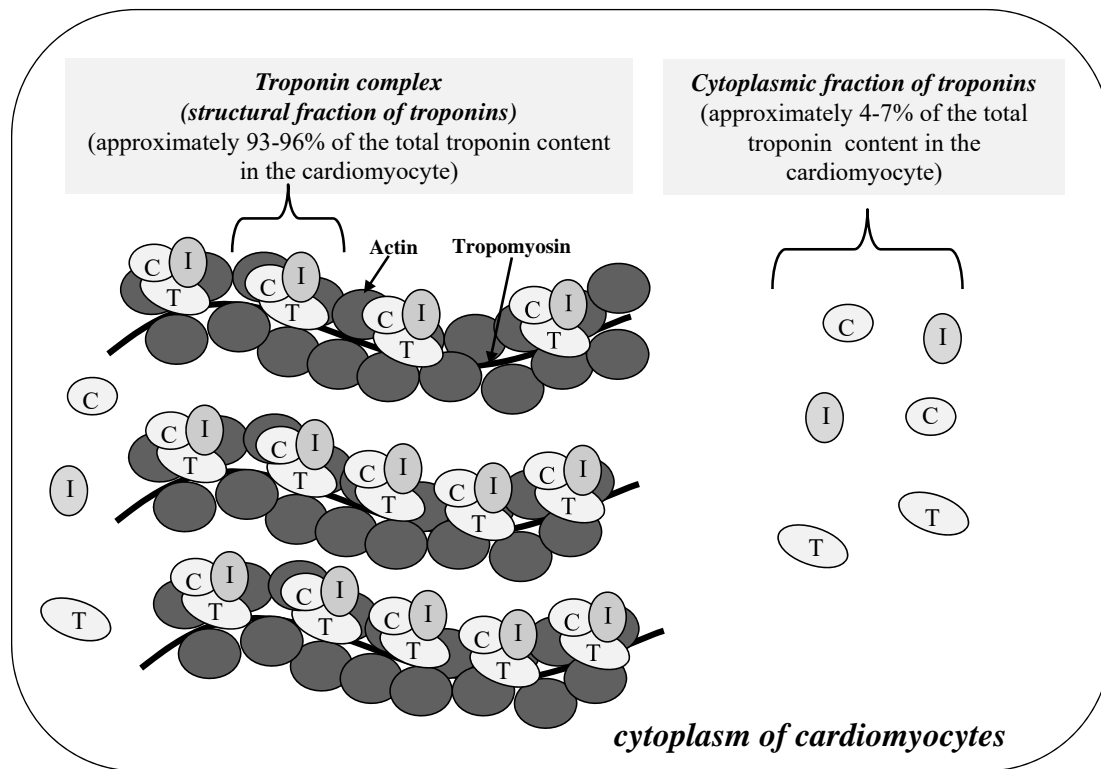 Troponin complex
(structural fraction of troponins)
(approximately 93-96% of the total troponin content
in the cardiomyocyte)
Cytoplasmic fraction of troponins
(approximately 4-7% of the total
troponin content in the
cardiomyocyte)
Actin
Tropomyosin
C I
T
C I
T
C I
T
C I
T
C
I
T
C I
T
C I
T
C I
T
C I
T
C I
T
C I
T
C I
T
C I
T
C I
T
C I
T
C
I
I
C
T
T
cytoplasm of cardiomyocytes